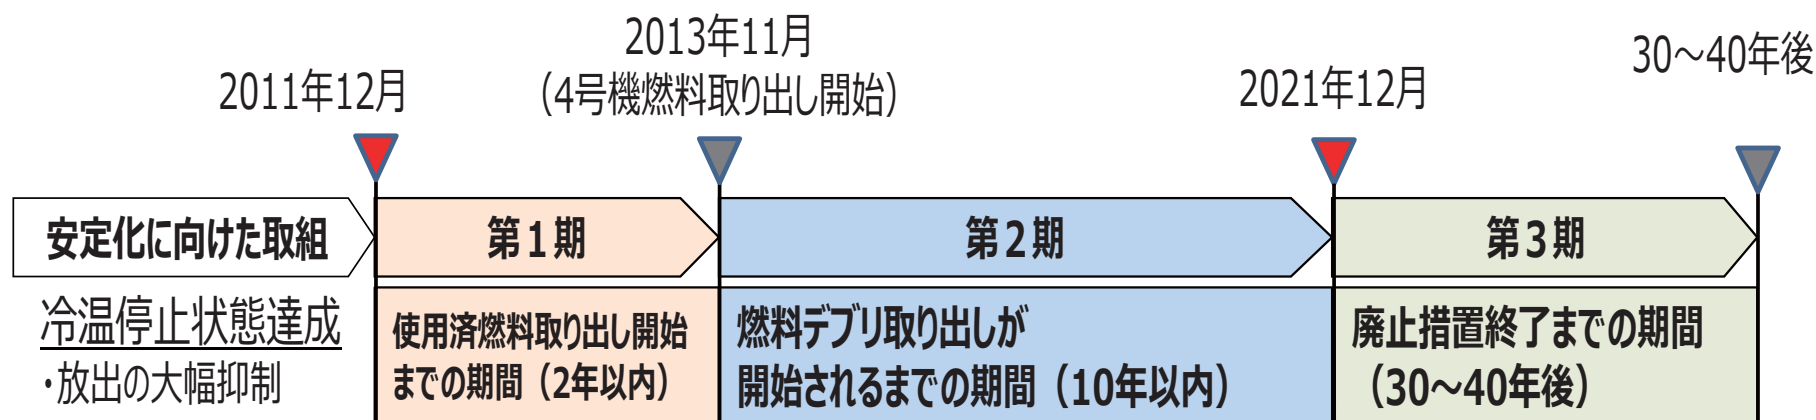 2011年12月
2013年11月
(4号機燃料取り出し開始)
2021年12月
30～40年後
安定化に向けた取組
第1期
第2期
第3期
冷温停止状態達成
・放出の大幅抑制
使用済燃料取り出し開始
までの期間（2年以内）
燃料デブリ取り出しが
開始されるまでの期間（10年以内）
廃止措置終了までの期間
（30～40年後）